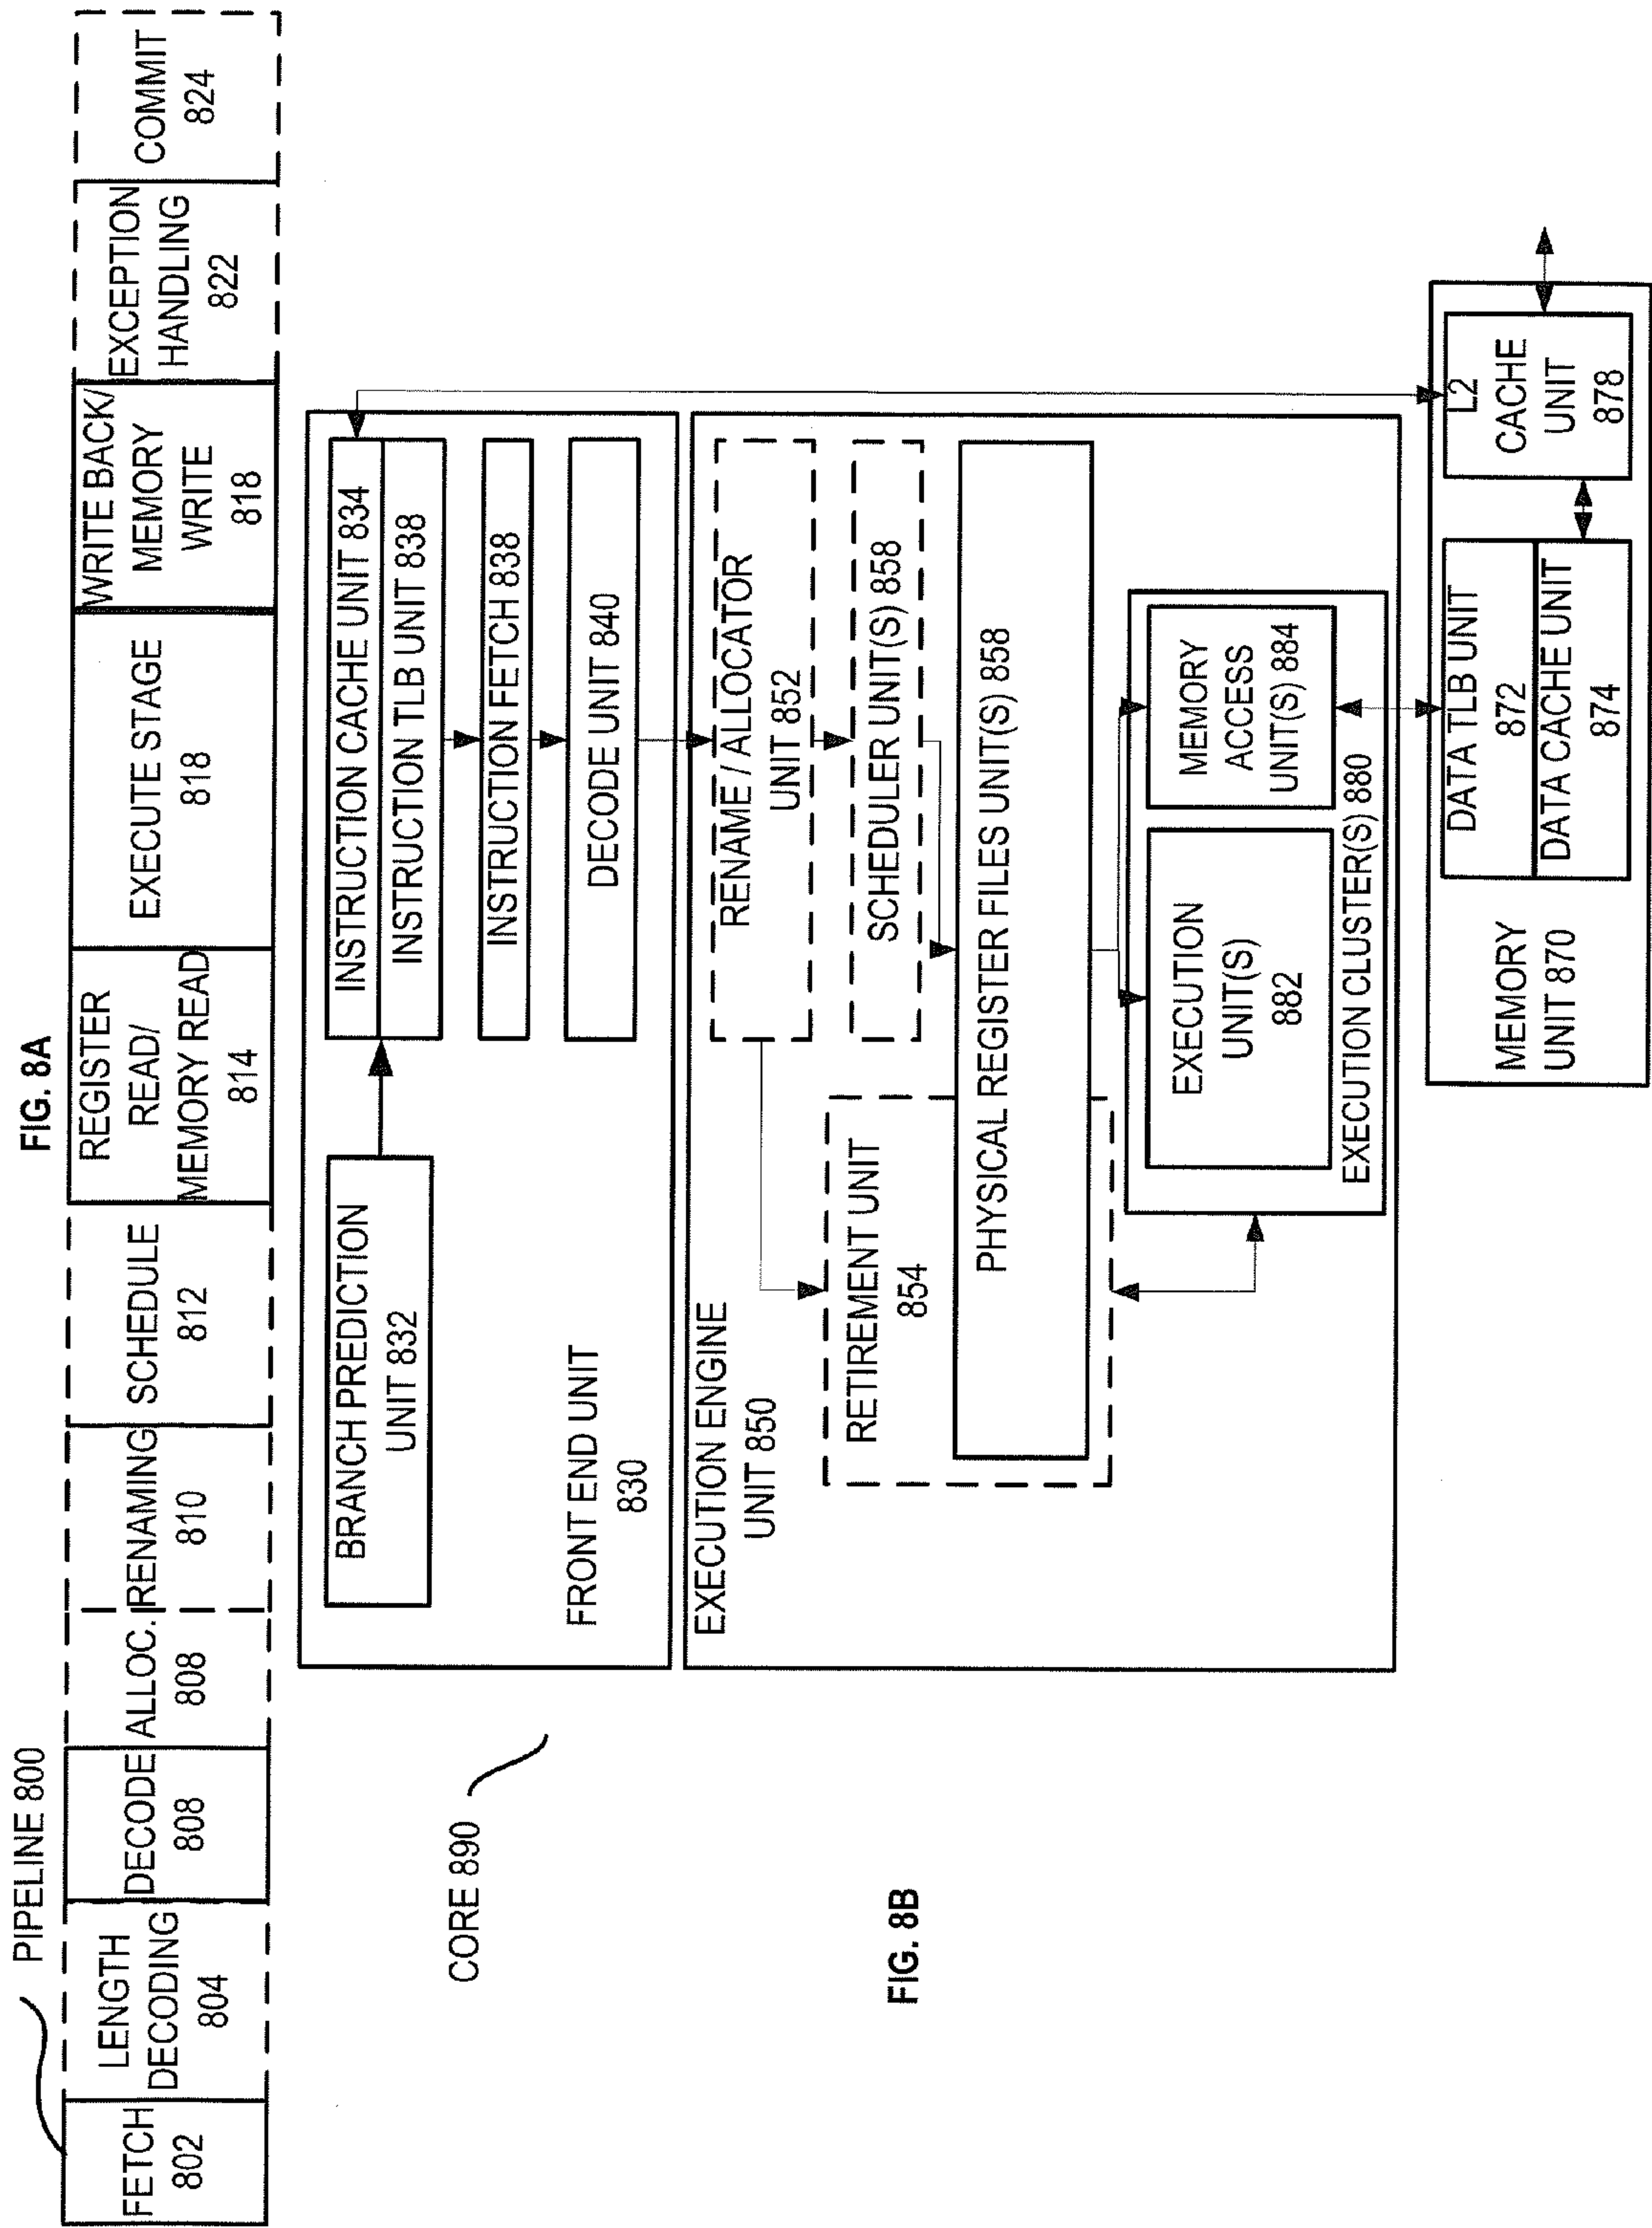 FIG. 8A
PIPELINE 800
FETCH
802
LENGTH
DECODING
804
DECODE
808
ALLOC.
808
RENAMING
810
SCHEDULE
812
REGISTER
READ/
MEMORY READ
814
EXECUTE STAGE
818
WRITE BACK/
MEMORY
WRITE
818
EXCEPTION
HANDLING
822
COMMIT
824
CORE 890
FIG. 8B
BRANCH PREDICTION
UNIT 832
INSTRUCTION CACHE UNIT 834
INSTRUCTION TLB UNIT 838
INSTRUCTION FETCH 838
DECODE UNIT 840
FRONT END UNIT
830
EXECUTION ENGINE
UNIT 850
RENAME / ALLOCATOR
UNIT 852
SCHEDULER UNIT(S) 858
RETIREMENT UNIT
854
PHYSICAL REGISTER FILES UNIT(S) 858
EXECUTION
UNIT(S)
882
MEMORY
ACCESS
UNIT(S) 884
EXECUTION CLUSTER(S) 880
MEMORY
UNIT 870
DATA TLB UNIT
872
DATA CACHE UNIT
874
L2
CACHE
UNIT
878